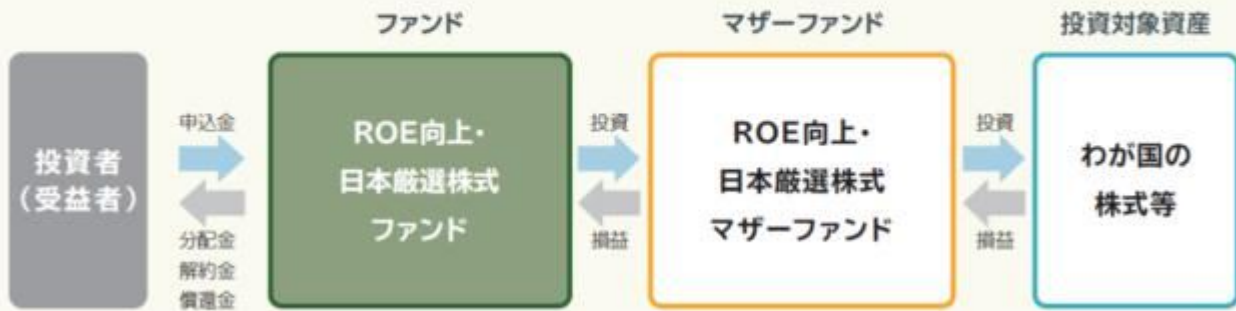 ファンド
マザーファンド
投資対象資産
投資者
（受益者）
申込金
分配金
解約金
償還金
ROE向上・
日本厳選株式
ファンド
投資
損益
ROE向上・
日本厳選株式
マザーファンド
投資
損益
わが国の
株式等